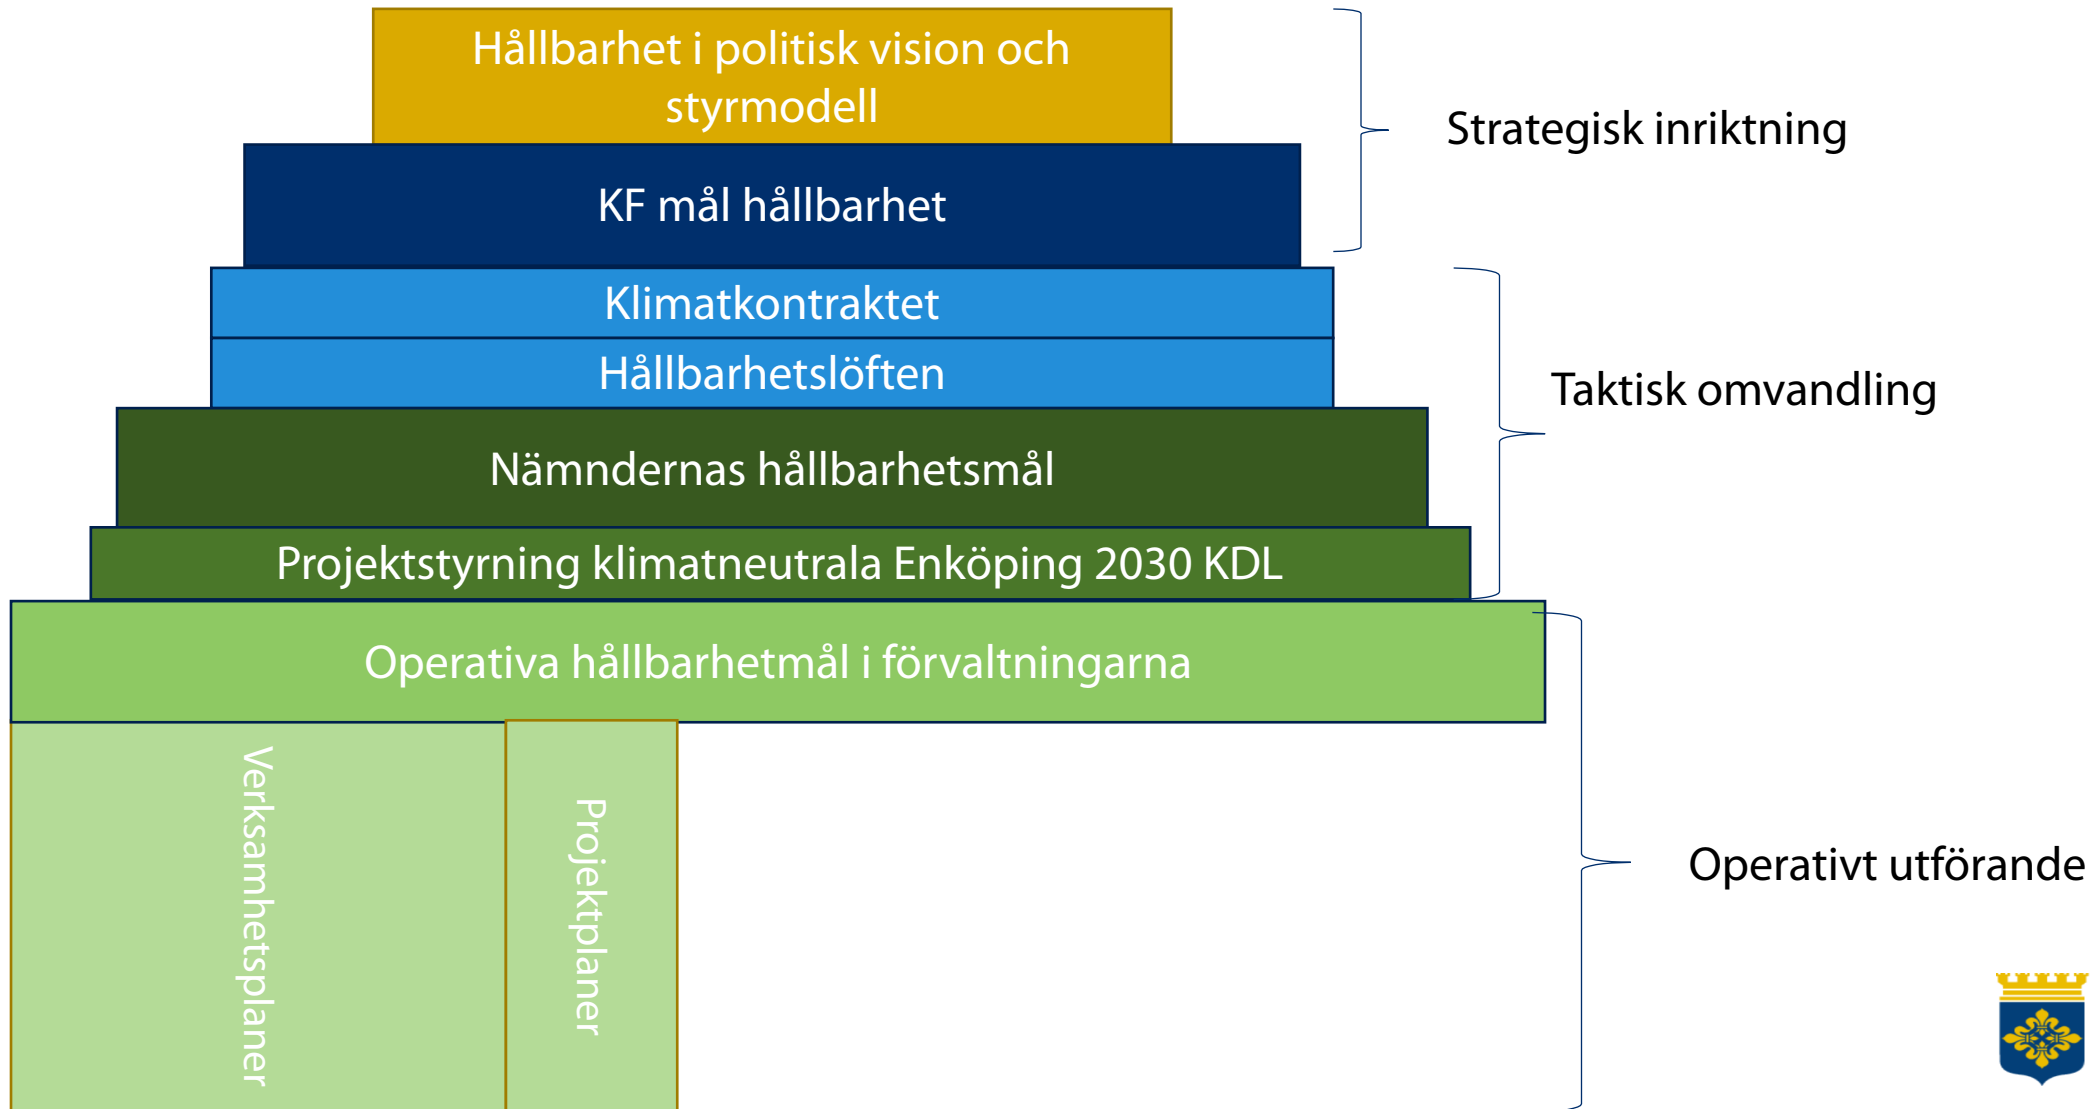 Hållbarhet i politisk vision och
styrmodell
Strategisk inriktning
KF mål hållbarhet
Klimatkontraktet
Hållbarhetslöften
Taktisk omvandling
Nämndernas hållbarhetsmål
Projektstyrning klimatneutrala Enköping 2030 KDL
Operativa hållbarhetmål i förvaltningarna
Verksamhetsplaner
Projektplaner
Operativt utförande